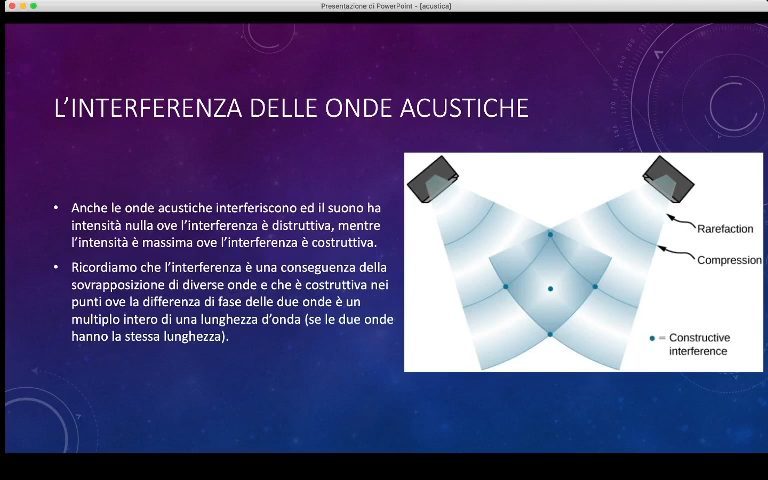 Presentazione di PowerPoint - [acustica]
L'INTERFERENZA DELLE ONDE ACUSTICHE
• Anche le onde acustiche interferiscono ed il suono ha
intensità nulla ove l'interferenza è distruttiva, mentre
l'intensità è massima ove l'interferenza è costruttiva.
• Ricordiamo che l'interferenza è una conseguenza della
sovrapposizione di diverse onde e che è costruttiva nei
punti ove la differenza di fase delle due onde è un
multiplo intero di una lunghezza d'onda (se le due onde
hanno la stessa lunghezza).
Rarefaction
Compression
= Constructive
interference